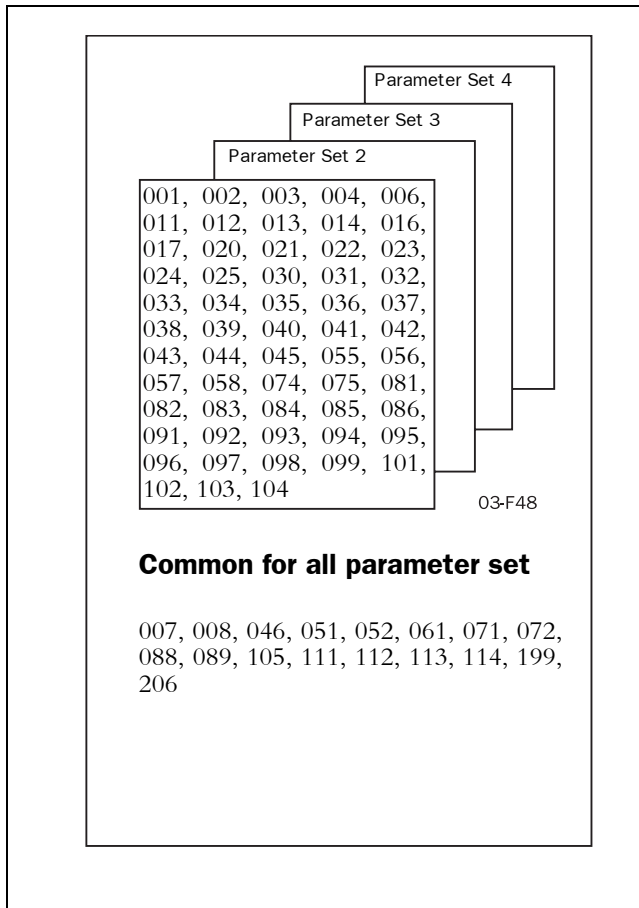 Parameter Set 4
Parameter Set 3
Parameter Set 2
001, 002, 003, 004, 006,
011, 012, 013, 014, 016,
017, 020, 021, 022, 023,
024, 025, 030, 031, 032,
033, 034, 035, 036, 037,
038, 039, 040, 041, 042,
043, 044, 045, 055, 056,
057, 058, 074, 075, 081,
082, 083, 084, 085, 086,
091, 092, 093, 094, 095,
096, 097, 098, 099, 101,
102, 103, 104
03-F48
Common for all parameter set
007, 008, 046, 051, 052, 061, 071, 072,
088, 089, 105, 111, 112, 113, 114, 199,
206